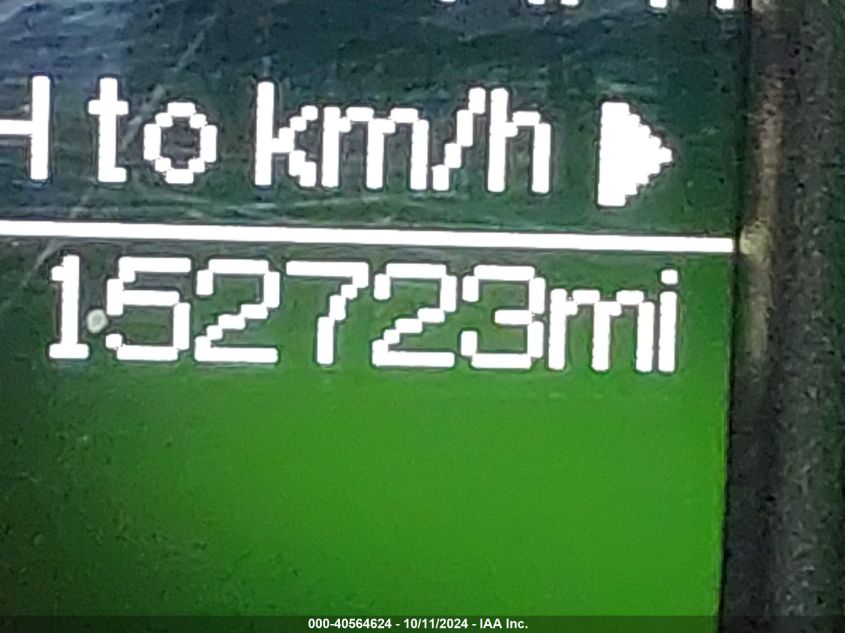 H to km/h ▶
152723mi
000-40564624 - 10/11/2024 - IAA Inc.